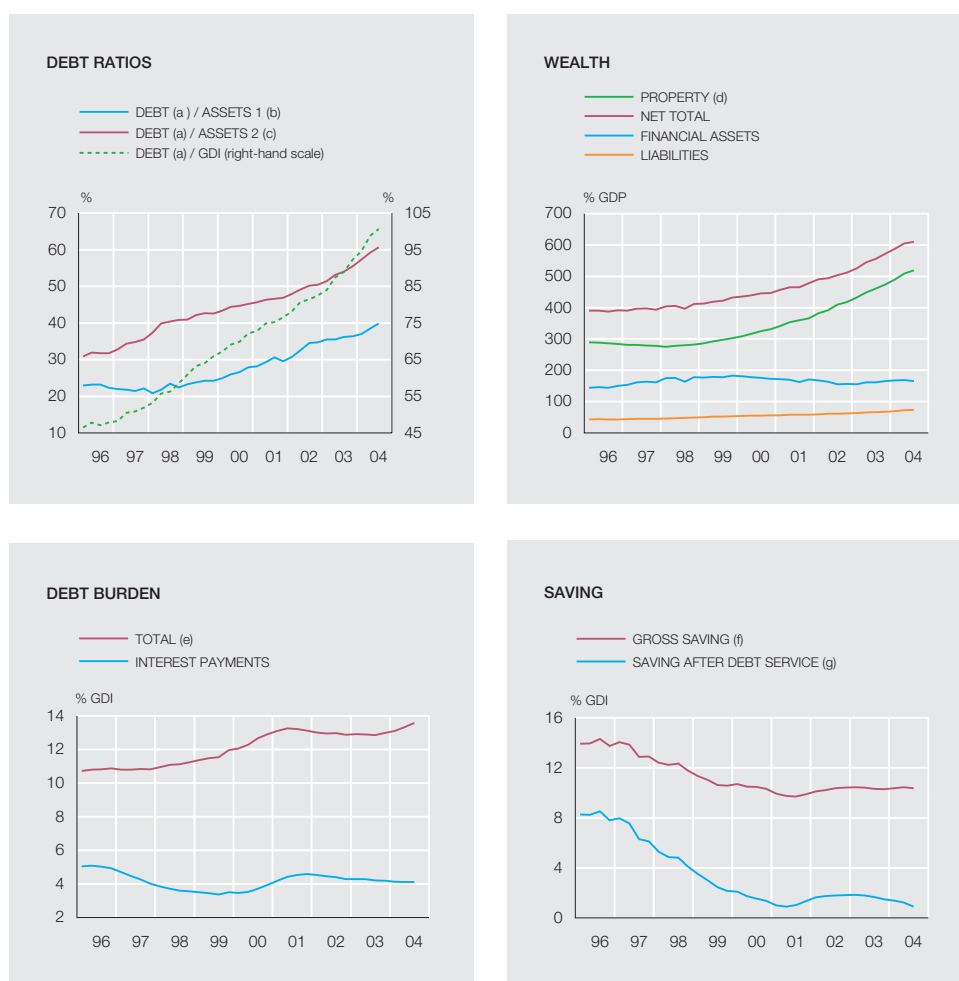 DEBT RATIOS
DEBT (a ) / ASSETS 1 (b)
DEBT (a) / ASSETS 2 (c)
DEBT (a) / GDI (right-hand scale)
% %
70 105
60 95
50 85
40 75
30 65
20 55
10 45
96 97 98 99 00 01 02 03 04
WEALTH
PROPERTY (d)
NET TOTAL
FINANCIAL ASSETS
LIABILITIES
% GDP
700
600
500
400
300
200
100
0
96 97 98 99 00 01 02 03 04
DEBT BURDEN
TOTAL (e)
INTEREST PAYMENTS
% GDI
14
12
10
8
6
4
2
96 97 98 99 00 01 02 03 04
SAVING
GROSS SAVING (f)
SAVING AFTER DEBT SERVICE (g)
% GDI
16
12
8
4
0
96 97 98 99 00 01 02 03 04